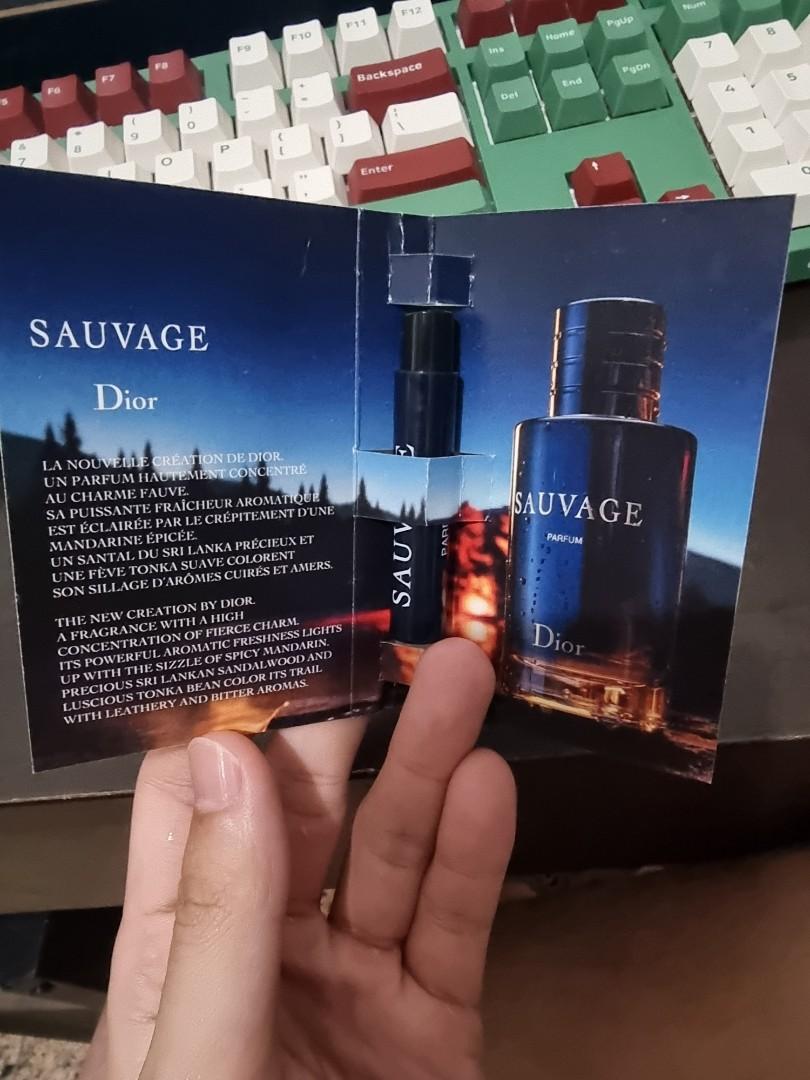 F9
F10
F11
F12
F6
F7
F8
Backspace
Ins
Home
PgUp
Num
Del
End
PgDn
7
8
4
5
1
&
7
*
8
(
9
)
0
-
+
=
O
P
{
[
}
]
\
Enter
SAUVAGE
Dior
LA NOUVELLE CRÉATION DE DIOR.
UN PARFUM HAUTEMENT CONCENTRÉ
AU CHARME FAUVE.
SA PUISSANTE FRAÎCHEUR AROMATIQUE
EST ÉCLAIRÉE PAR LE CRÉPITEMENT D'UNE
MANDARINE ÉPICÉE.
UN SANTAL DU SRI LANKA PRÉCIEUX ET
UNE FÈVE TONKA SUAVE COLORENT
SON SILLAGE D'ARÔMES CUIRÉS ET AMERS.
THE NEW CREATION BY DIOR.
A FRAGRANCE WITH A HIGH
CONCENTRATION OF FIERCE CHARM.
ITS POWERFUL AROMATIC FRESHNESS LIGHTS
UP WITH THE SIZZLE OF SPICY MANDARIN.
PRECIOUS SRI LANKAN SANDALWOOD AND
LUSCIOUS TONKA BEAN COLOR ITS TRAIL
WITH LEATHERY AND BITTER AROMAS.
SAUV
SAUVAGE
PARFUM
Dior